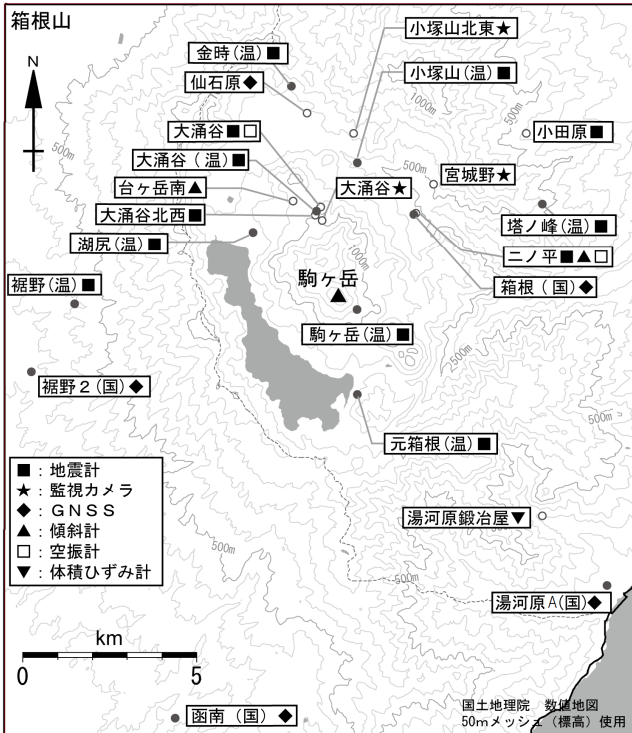 箱根山
小塚山北東★
金時(温)■
小塚山(温)■
仙石原◆
N
1000m
500m
大涌谷■□
小田原■
500m
大涌谷(温)■
500m
宮城野★
台ヶ岳南▲
大涌谷★
大涌谷北西■
塔ノ峰(温)■
湖尻(温)■
二ノ平■▲□
1000m
駒ヶ岳
箱根(国)◆
裾野(温)■
駒ヶ岳(温)■
500m
裾野2(国)◆
500m
元箱根(温)■
■:地震計
★:監視カメラ
◆:GNSS
▲:傾斜計
□:空振計
▼:体積ひずみ計
湯河原鍛冶屋▼
500m
500m
湯河原A(国)◆
km
0 5
函南(国)◆
国土地理院 数値地図
50mメッシュ(標高)使用